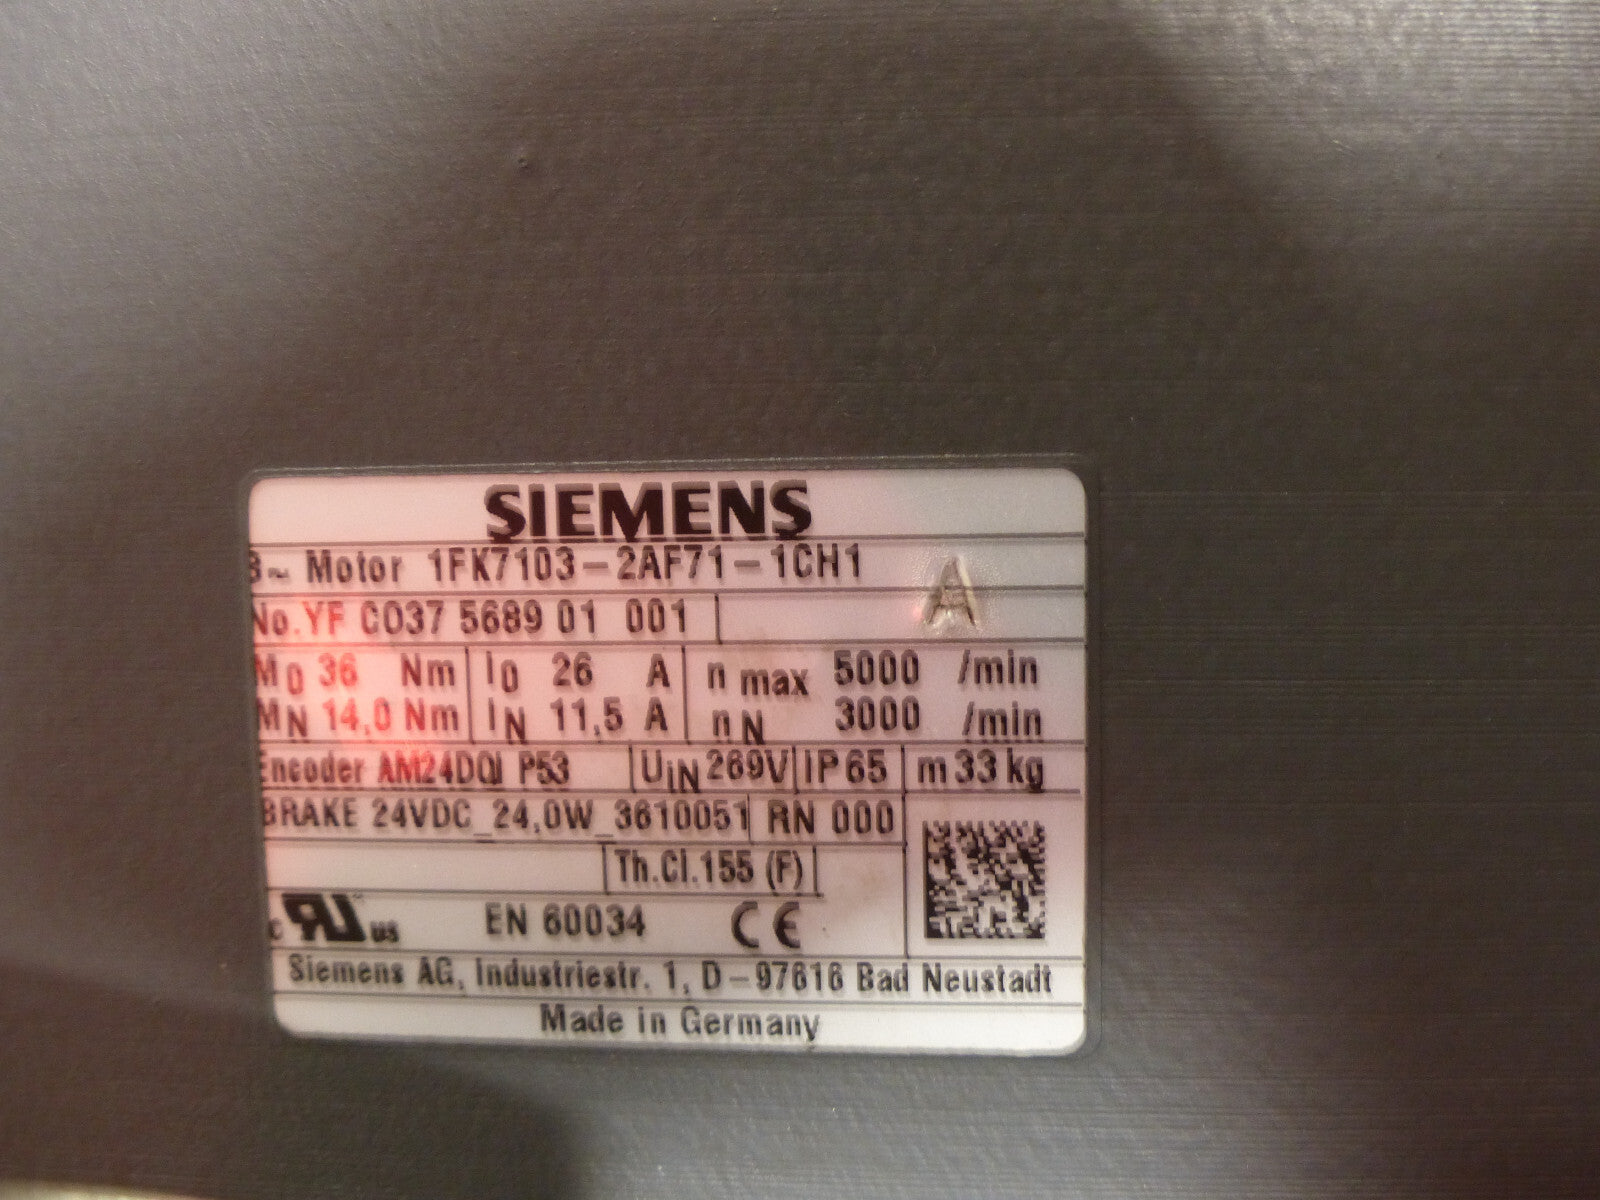 SIEMENS
3~ Motor 1FK7103-2AF71-1CH1
A
No.YF C037 5689 01 001
M0 36 Nm I0 26 A n max 5000 /min
MN 14,0 Nm IN 11,5 A nN 3000 /min
Encoder AM24DQI P53 UIN 269V IP65 m 33 kg
BRAKE 24VDC_24,0W_3610051 RN 000
Th.Cl.155 (F)
c RU us EN 60034 CE
Siemens AG, Industriestr. 1, D-97616 Bad Neustadt
Made in Germany